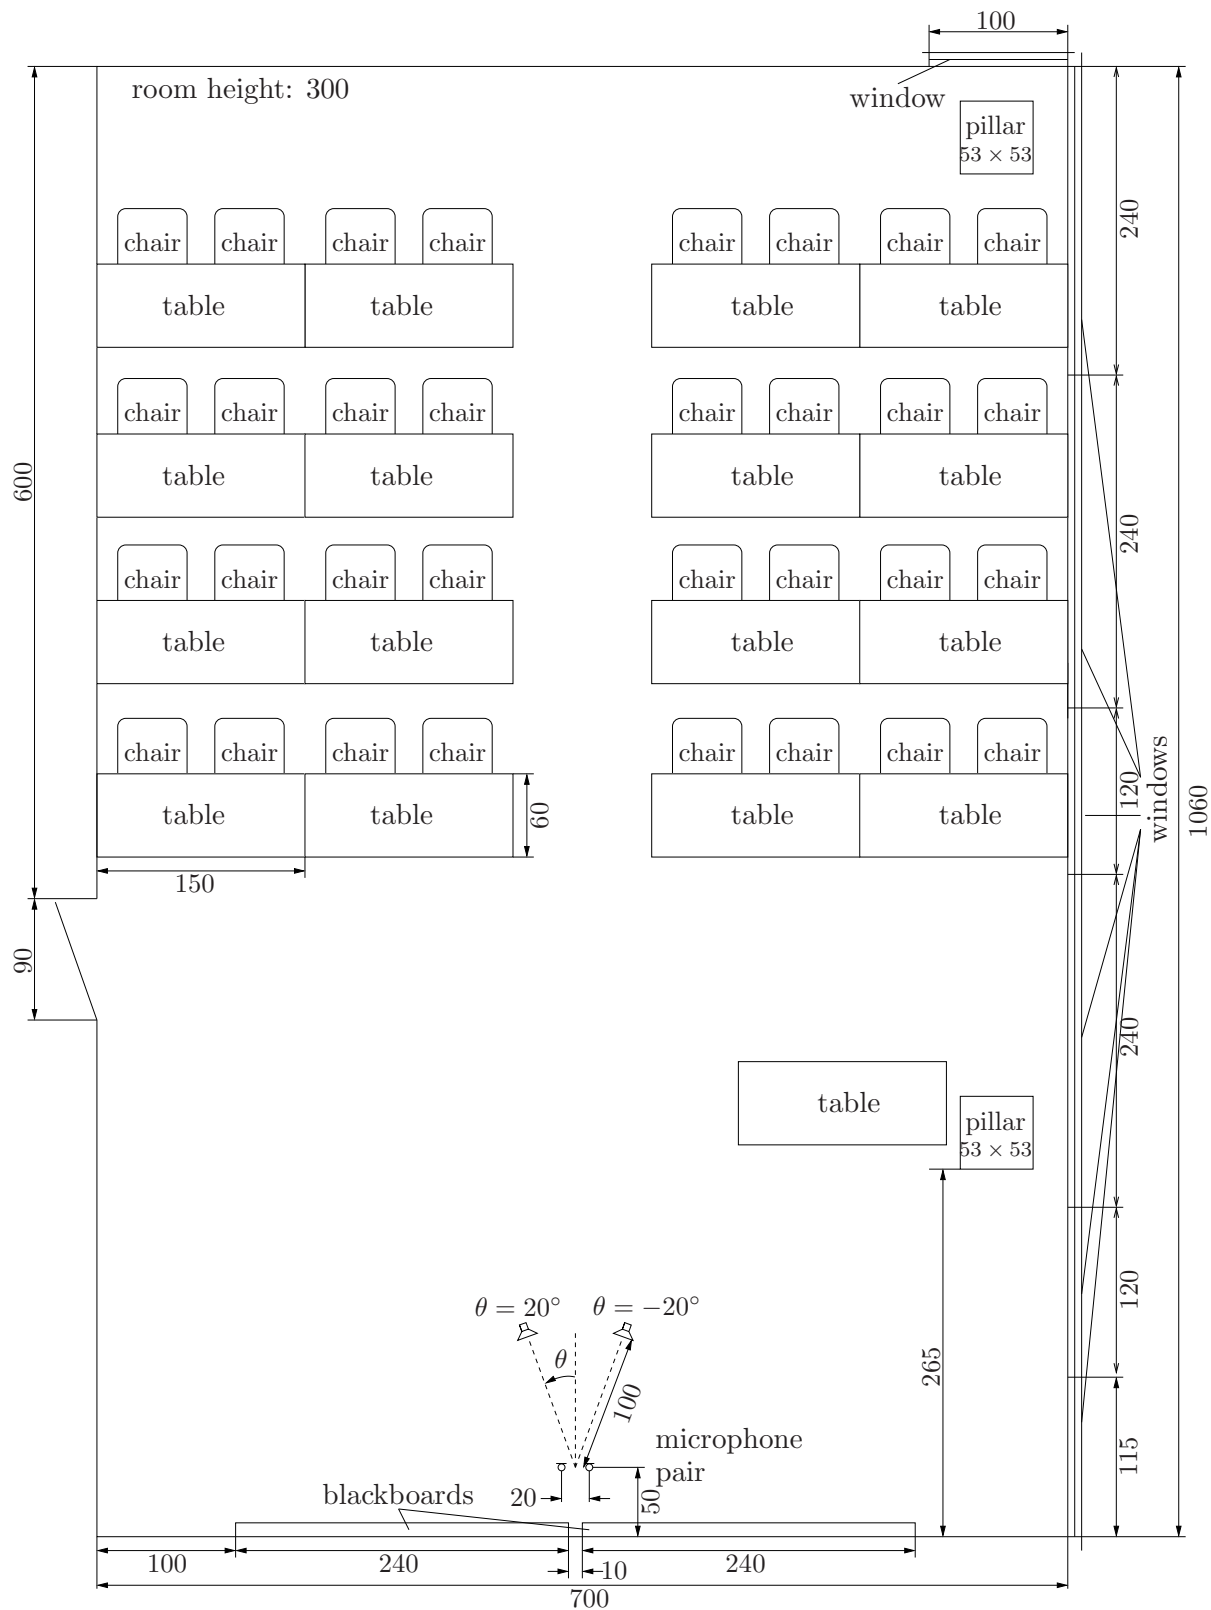 100
room height: 300
window
pillar
53 × 53
240
chair chair chair chair chair chair chair chair
table table table table
chair chair chair chair chair chair chair chair
600
table table table table
240
chair chair chair chair chair chair chair chair
table table table table
chair chair chair chair chair chair chair chair
table table table table
60
120
windows
1060
150
90
240
table
pillar
53 × 53
θ = 20° θ = −20°
120
θ
265
100
microphone
pair
115
blackboards
20
50
100 240 10 240
700